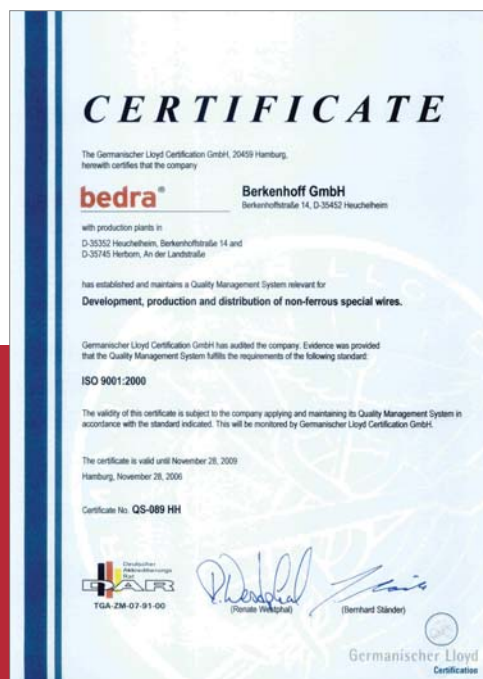 CERTIFICATE
The Germanischer Lloyd Certification GmbH, 20459 Hamburg,
herewith certifies that the company
bedra®
Berkenhoff GmbH
Berkenhoffstraße 14, D-35452 Heuchelheim
with production plants in
D-35352 Heuchelheim, Berkenhoffstraße 14 and
D-35745 Herborn, An der Landstraße
has established and maintains a Quality Management System relevant for
Development, production and distribution of non-ferrous special wires.
Germanischer Lloyd Certification GmbH has audited the company. Evidence was provided
that the Quality Management System fulfills the requirements of the following standard:
ISO 9001:2000
The validity of this certificate is subject to the company applying and maintaining its Quality Management System in
accordance with the standard indicated. This will be monitored by Germanischer Lloyd Certification GmbH.
The certificate is valid until November 28, 2009
Hamburg, November 28, 2006
Certificate No. QS-089 HH
Deutscher
Akkreditierungs
Rat
DAR
TGA-ZM-07-91-00
R. Westphal
(Renate Westphal)
(Bernhard Ständer)
Germanischer Lloyd
Certification